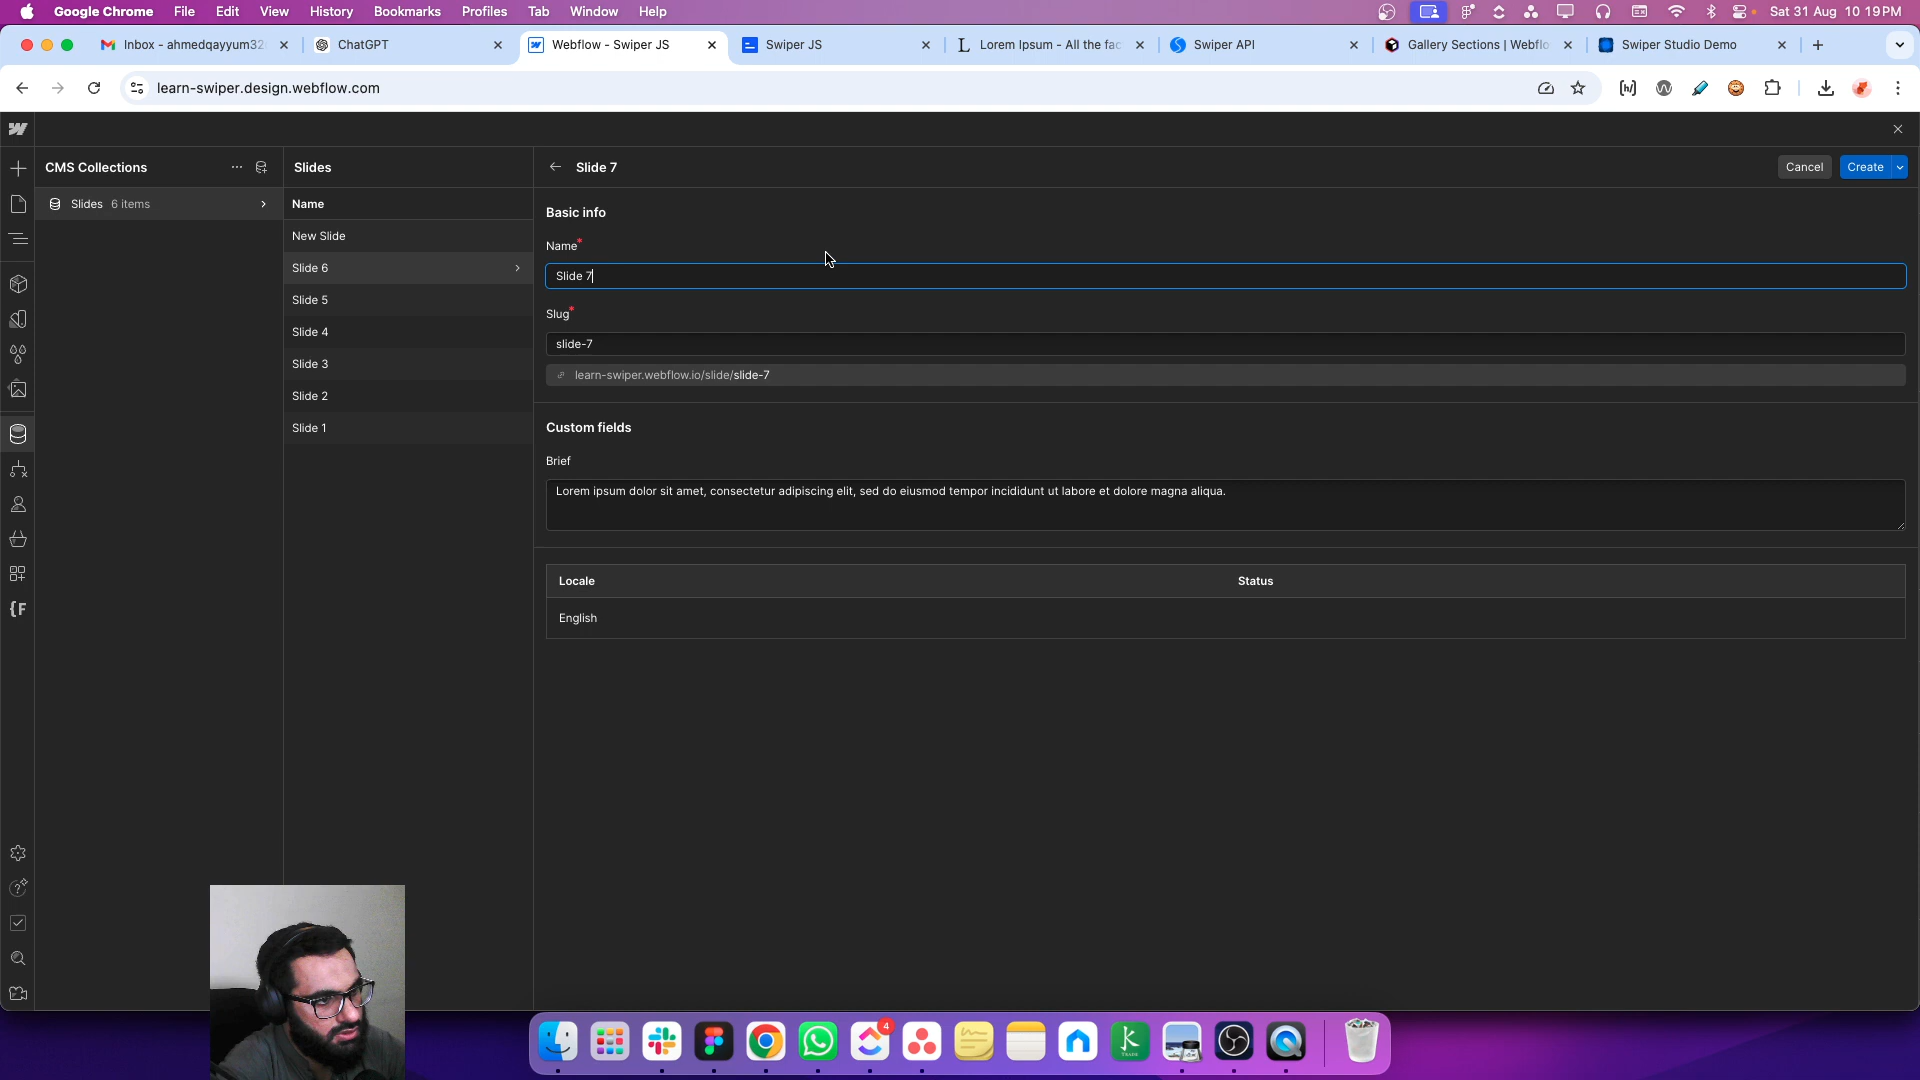 Google Chrome File Edit View History Bookmarks Profiles Tab Window Help Sat 31 Aug 10 19 PM
Inbox - ahmedqayyum32 ChatGPT Webflow - Swiper JS Swiper JS Lorem Ipsum - All the fac Swiper API Gallery Sections | Webflo Swiper Studio Demo
learn-swiper.design.webflow.com
CMS Collections
Slides 6 items
Slides
Name
New Slide
Slide 6
Slide 5
Slide 4
Slide 3
Slide 2
Slide 1
Slide 7
Cancel Create
Basic info
Name*
Slide 7
Slug*
slide-7
learn-swiper.webflow.io/slide/slide-7
Custom fields
Brief
Lorem ipsum dolor sit amet, consectetur adipiscing elit, sed do eiusmod tempor incididunt ut labore et dolore magna aliqua.
Locale Status
English
4